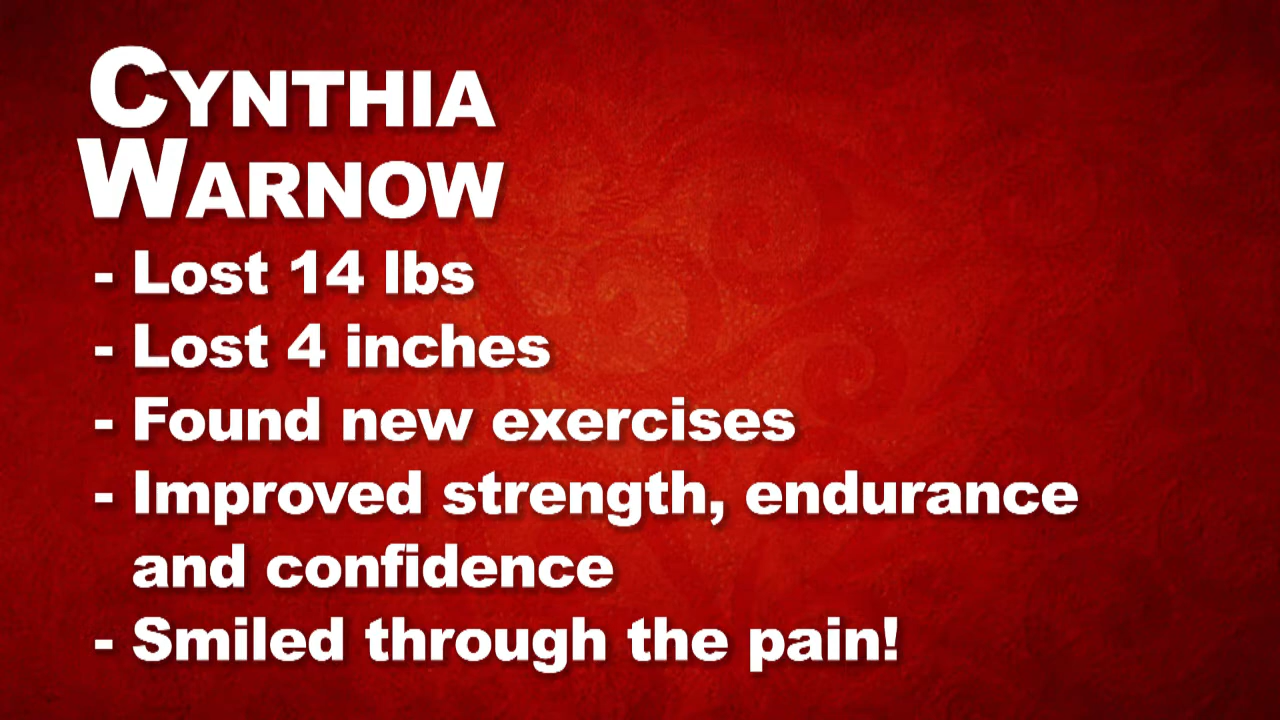 CYNTHIA
WARNOW
- Lost 14 lbs
- Lost 4 inches
- Found new exercises
- Improved strength, endurance
and confidence
- Smiled through the pain!